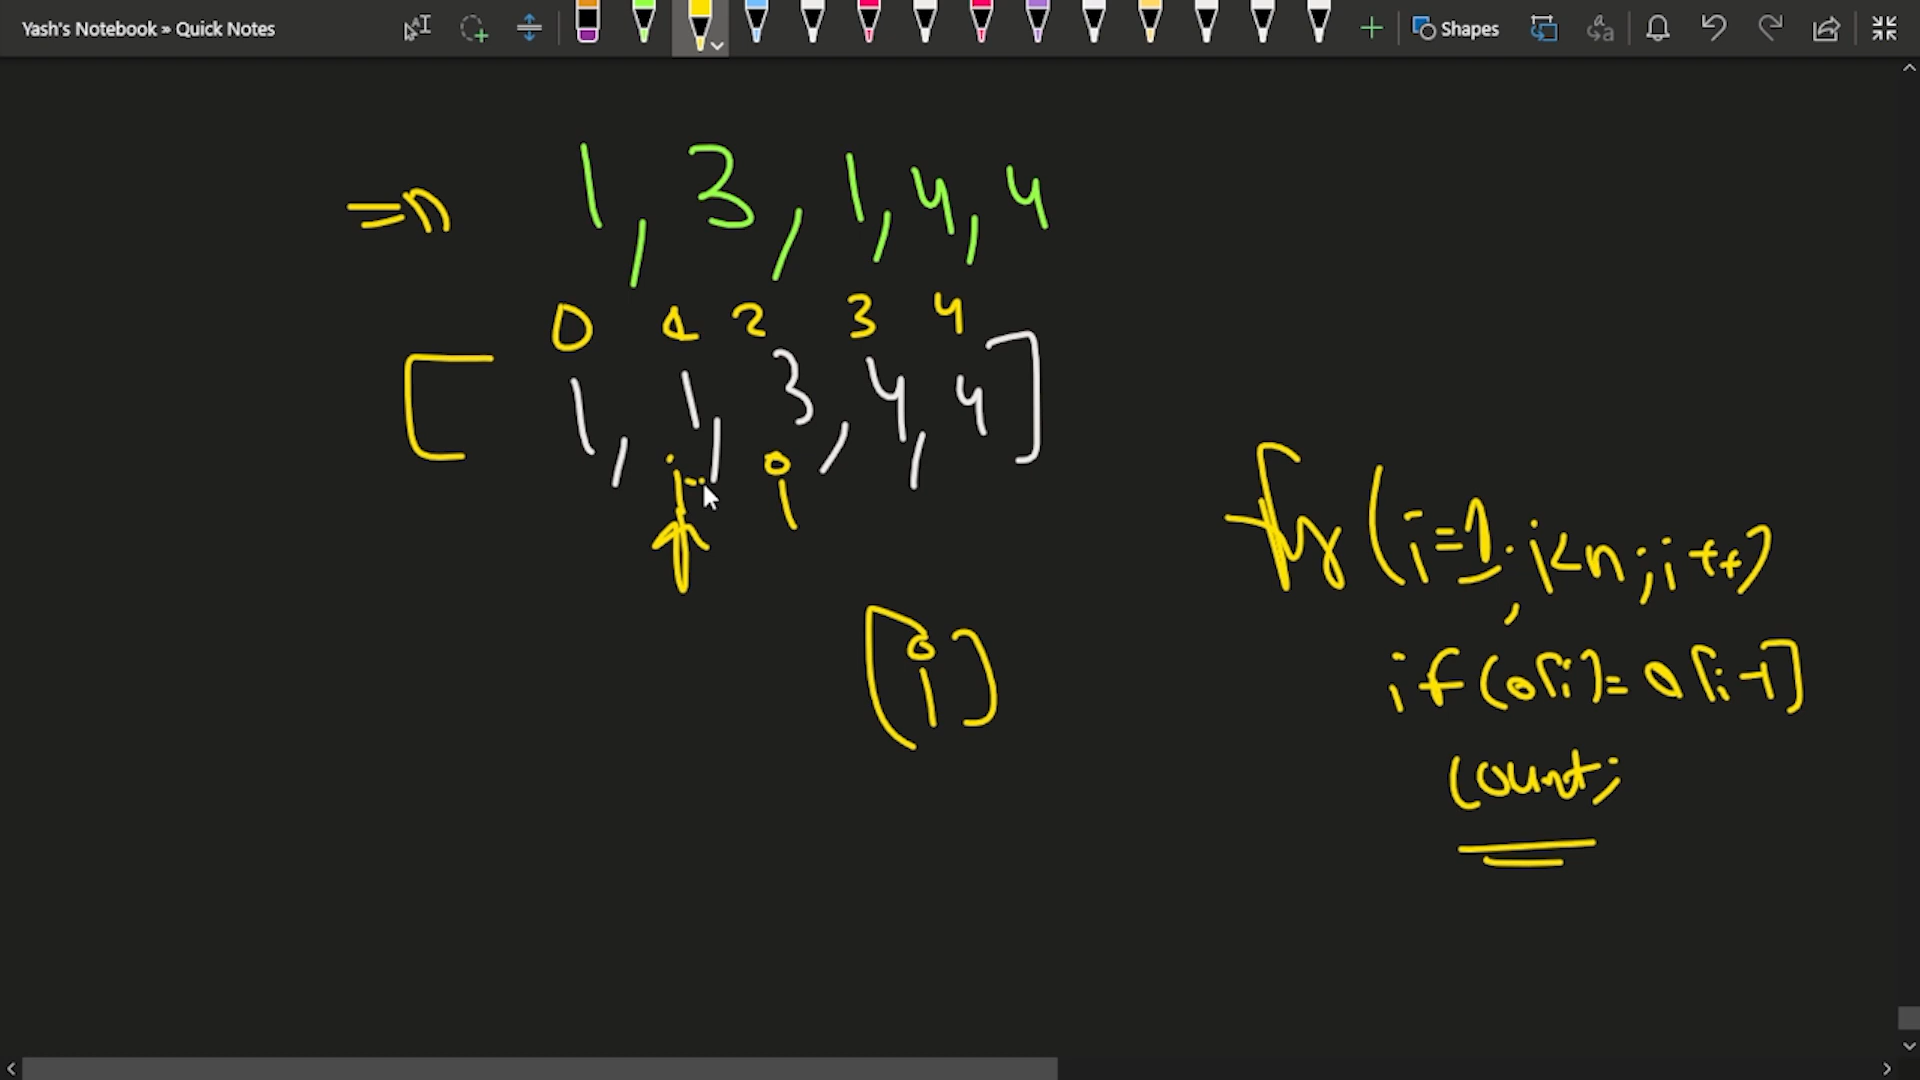 Yash's Notebook » Quick Notes
Shapes
=n 1, 3, 1, 4, 4
0 1 2 3 4
[ 1, 1, 3, 4, 4 ]
i
for(i=1; i<n; i++)
(i)
if(a[i]=a[i-1]
count;